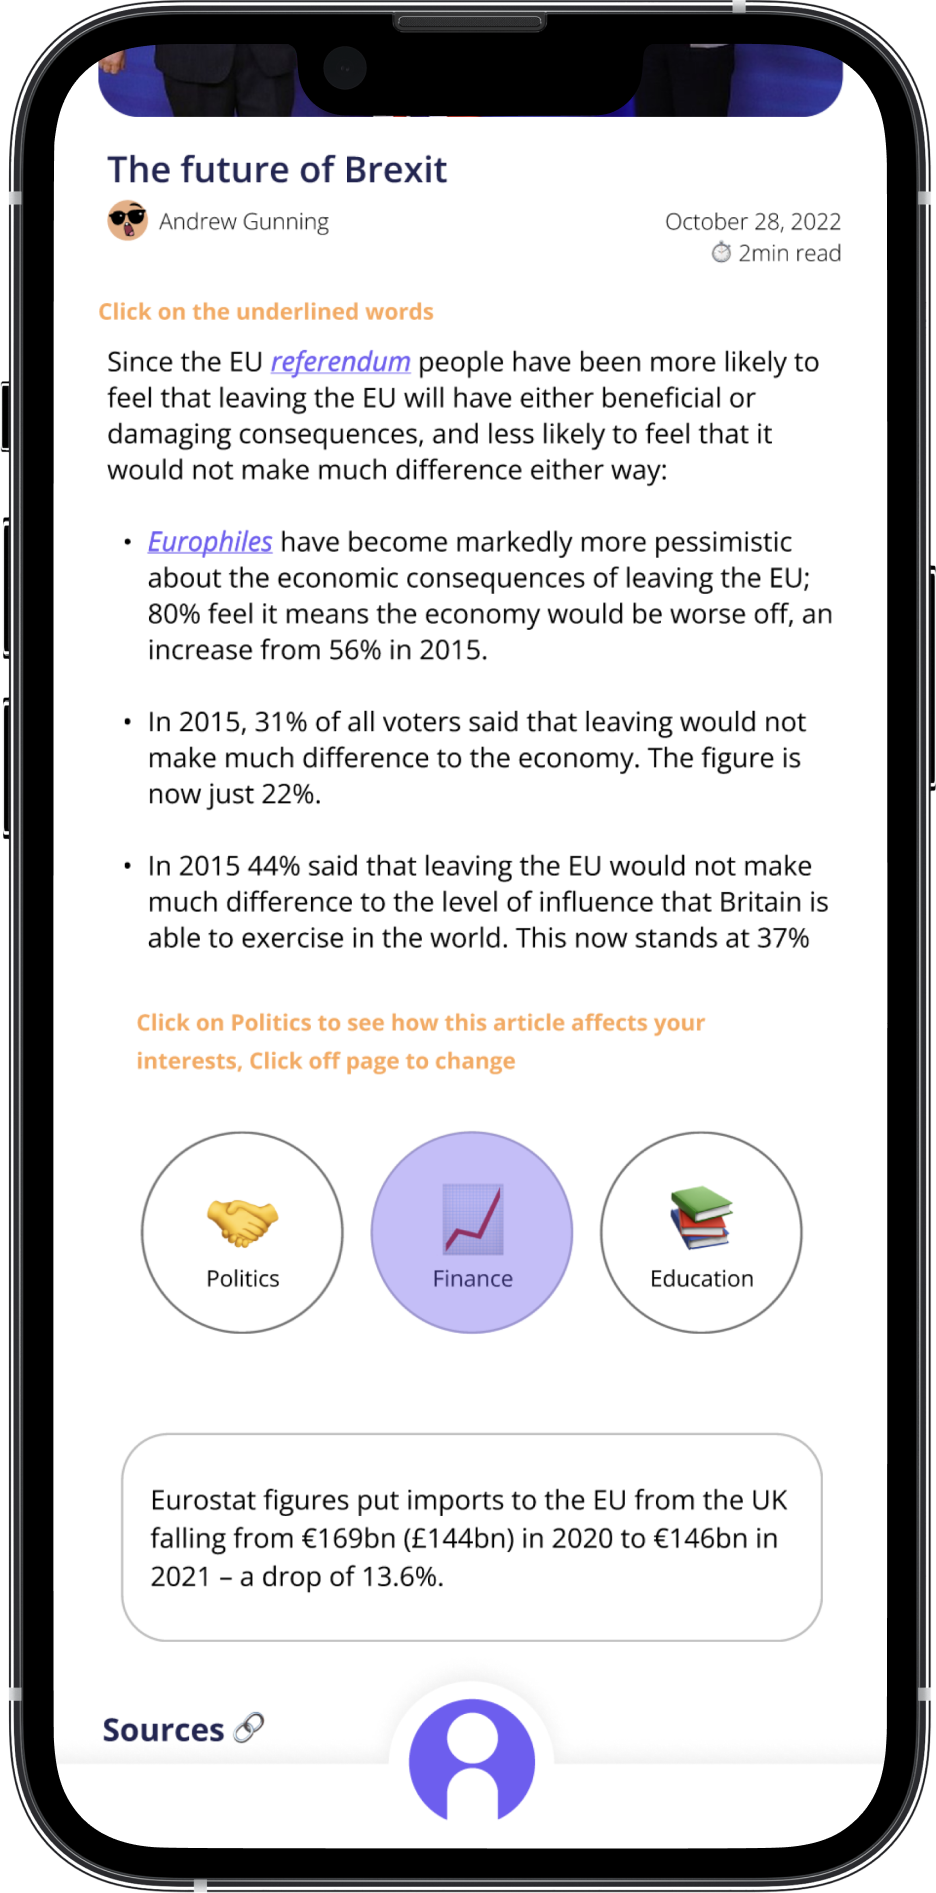 The future of Brexit
Andrew Gunning
October 28, 2022
2min read
Click on the underlined words
Since the EU referendum people have been more likely to
feel that leaving the EU will have either beneficial or
damaging consequences, and less likely to feel that it
would not make much difference either way:
• Europhiles have become markedly more pessimistic
about the economic consequences of leaving the EU;
80% feel it means the economy would be worse off, an
increase from 56% in 2015.
• In 2015, 31% of all voters said that leaving would not
make much difference to the economy. The figure is
now just 22%.
• In 2015 44% said that leaving the EU would not make
much difference to the level of influence that Britain is
able to exercise in the world. This now stands at 37%
Click on Politics to see how this article affects your
interests, Click off page to change
Politics
Finance
Education
Eurostat figures put imports to the EU from the UK
falling from €169bn (£144bn) in 2020 to €146bn in
2021 – a drop of 13.6%.
Sources